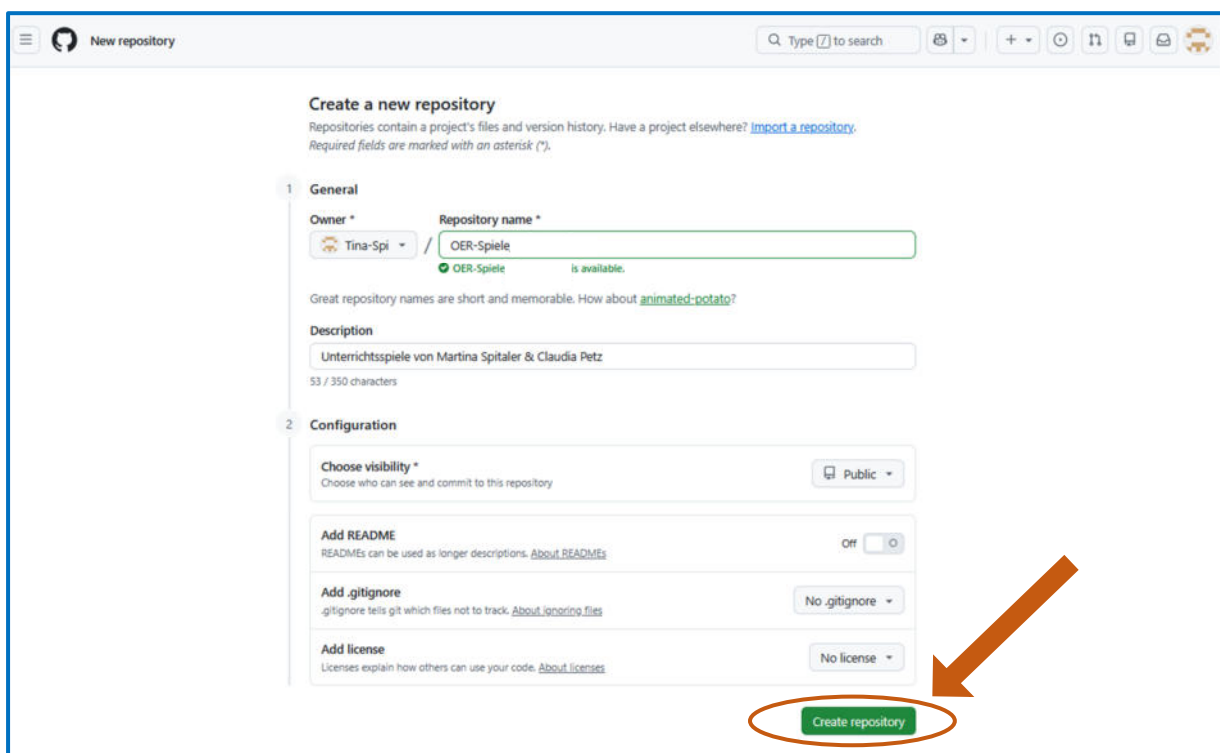 New repository
Type / to search
Create a new repository
Repositories contain a project's files and version history. Have a project elsewhere? Import a repository.
Required fields are marked with an asterisk (*).
1 General
Owner * Repository name *
Tina-Spi / OER-Spiele
OER-Spiele is available.
Great repository names are short and memorable. How about animated-potato?
Description
Unterrichtsspiele von Martina Spitaler & Claudia Petz
53 / 350 characters
2 Configuration
Choose visibility *
Public
Choose who can see and commit to this repository
Add README
Off
READMEs can be used as longer descriptions. About READMEs
Add .gitignore
No .gitignore
.gitignore tells git which files not to track. About ignoring files
Add license
No license
Licenses explain how others can use your code. About licenses
Create repository